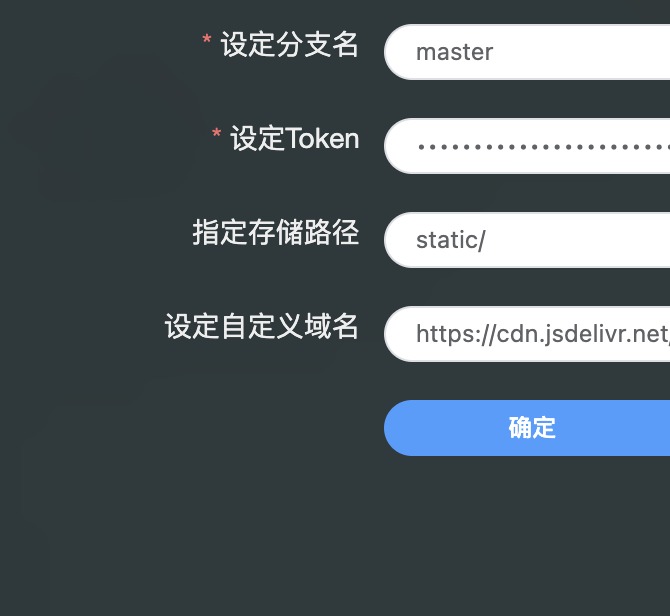 * 设定分支名 master
* 设定Token ••••••••••••••••••••••
指定存储路径 static/
设定自定义域名 https://cdn.jsdelivr.net/
确定